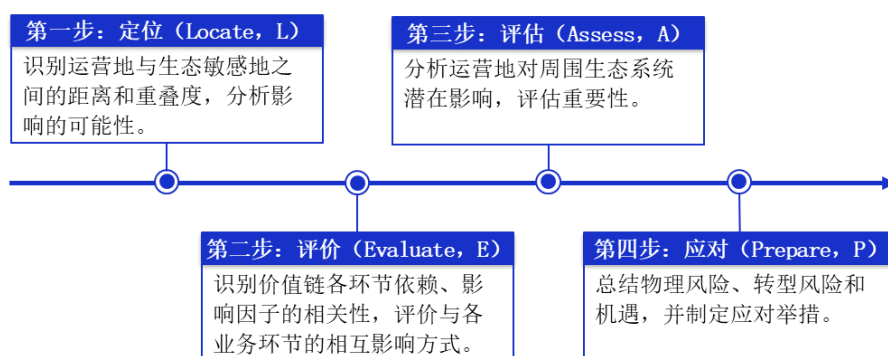 第一步：定位（Locate, L）
识别运营地与生态敏感地之
间的距离和重叠度，分析影
响的可能性。
第三步：评估（Assess, A）
分析运营地对周围生态系统
潜在影响，评估重要性。
第二步：评价（Evaluate, E）
识别价值链各环节依赖、影
响因子的相关性，评价与各
业务环节的相互影响方式。
第四步：应对（Prepare, P）
总结物理风险、转型风险和
机遇，并制定应对举措。